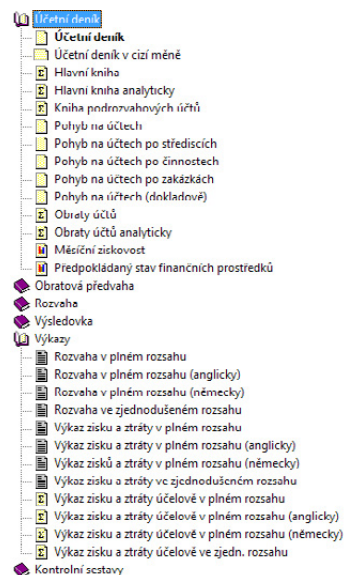 Účetní deník
Účetní deník
Účetní deník v cizí měně
Hlavní kniha
Hlavní kniha analyticky
Kniha podrozvahových účtů
Pohyb na účtech
Pohyb na účtech po střediscích
Pohyb na účtech po činnostech
Pohyb na účtech po zakázkách
Pohyb na účtech (dokladově)
Obraty účtů
Obraty účtů analyticky
Měsíční ziskovost
Předpokládaný stav finančních prostředků
Obratová předvaha
Rozvaha
Výsledovka
Výkazy
Rozvaha v plném rozsahu
Rozvaha v plném rozsahu (anglicky)
Rozvaha v plném rozsahu (německy)
Rozvaha ve zjednodušeném rozsahu
Výkaz zisku a ztráty v plném rozsahu
Výkaz zisku a ztráty v plném rozsahu (anglicky)
Výkaz zisků a ztráty v plném rozsahu (německy)
Výkaz zisku a ztráty ve zjednodušeném rozsahu
Výkaz zisku a ztráty účelově v plném rozsahu
Výkaz zisku a ztráty účelově v plném rozsahu (anglicky)
Výkaz zisku a ztráty účelově v plném rozsahu (německy)
Výkaz zisku a ztráty účelově ve zjedn. rozsahu
Kontrolní sestavy